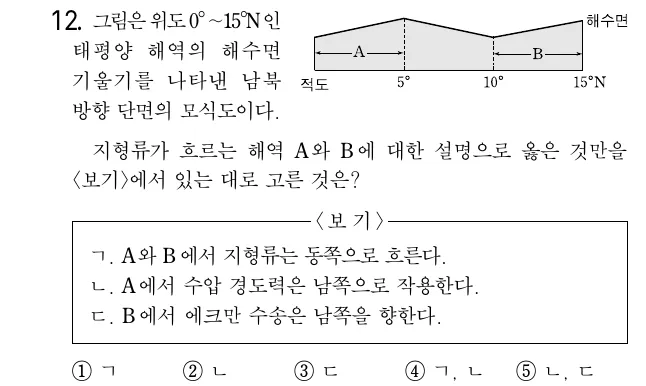 12. 그림은 위도 0°~15°N인
태평양 해역의 해수면
기울기를 나타낸 남북
방향 단면의 모식도이다.
해수면
A
B
적도
5°
10°
15°N
지형류가 흐르는 해역 A와 B에 대한 설명으로 옳은 것만을
<보기>에서 있는 대로 고른 것은?
<보 기>
ㄱ. A와 B에서 지형류는 동쪽으로 흐른다.
ㄴ. A에서 수압 경도력은 남쪽으로 작용한다.
ㄷ. B에서 에크만 수송은 남쪽을 향한다.
① ㄱ ② ㄴ ③ ㄷ ④ ㄱ, ㄴ ⑤ ㄴ, ㄷ